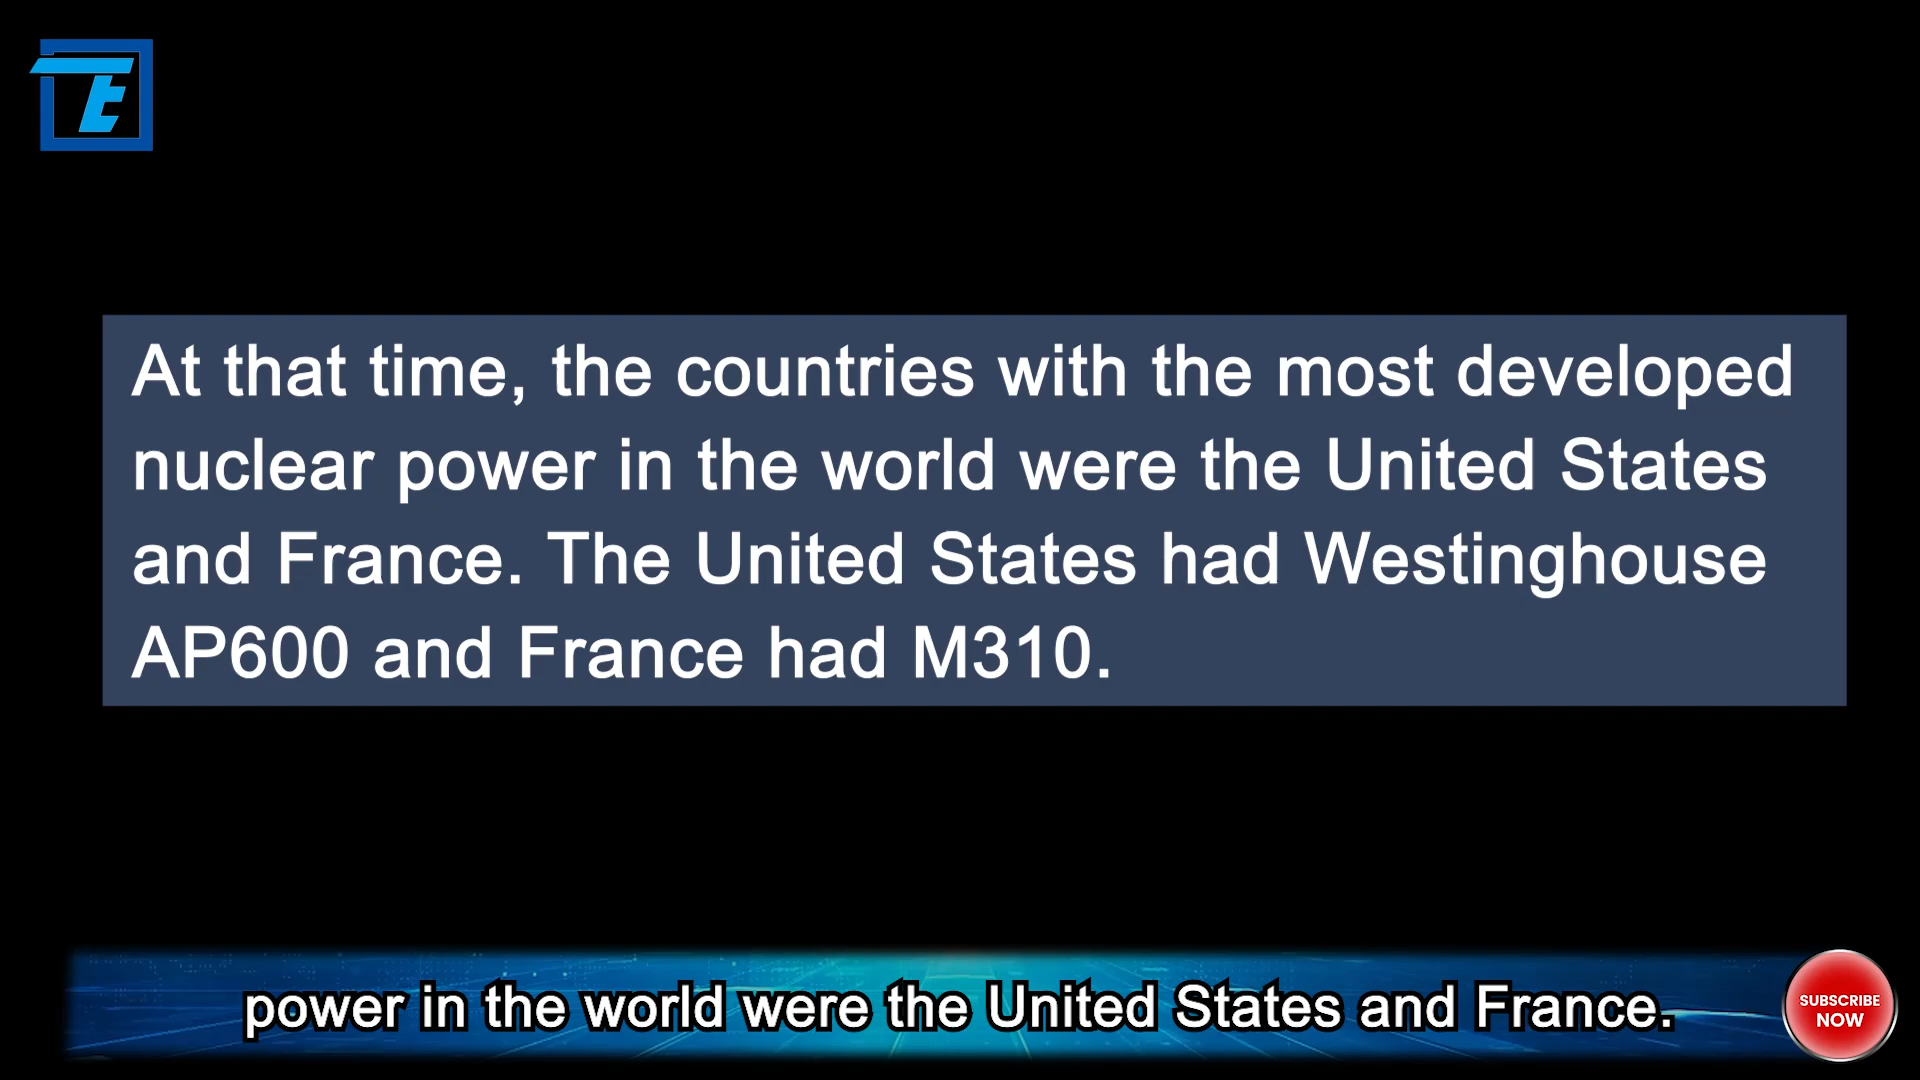 TE
At that time, the countries with the most developed
nuclear power in the world were the United States
and France. The United States had Westinghouse
AP600 and France had M310.
power in the world were the United States and France.
SUBSCRIBE
NOW